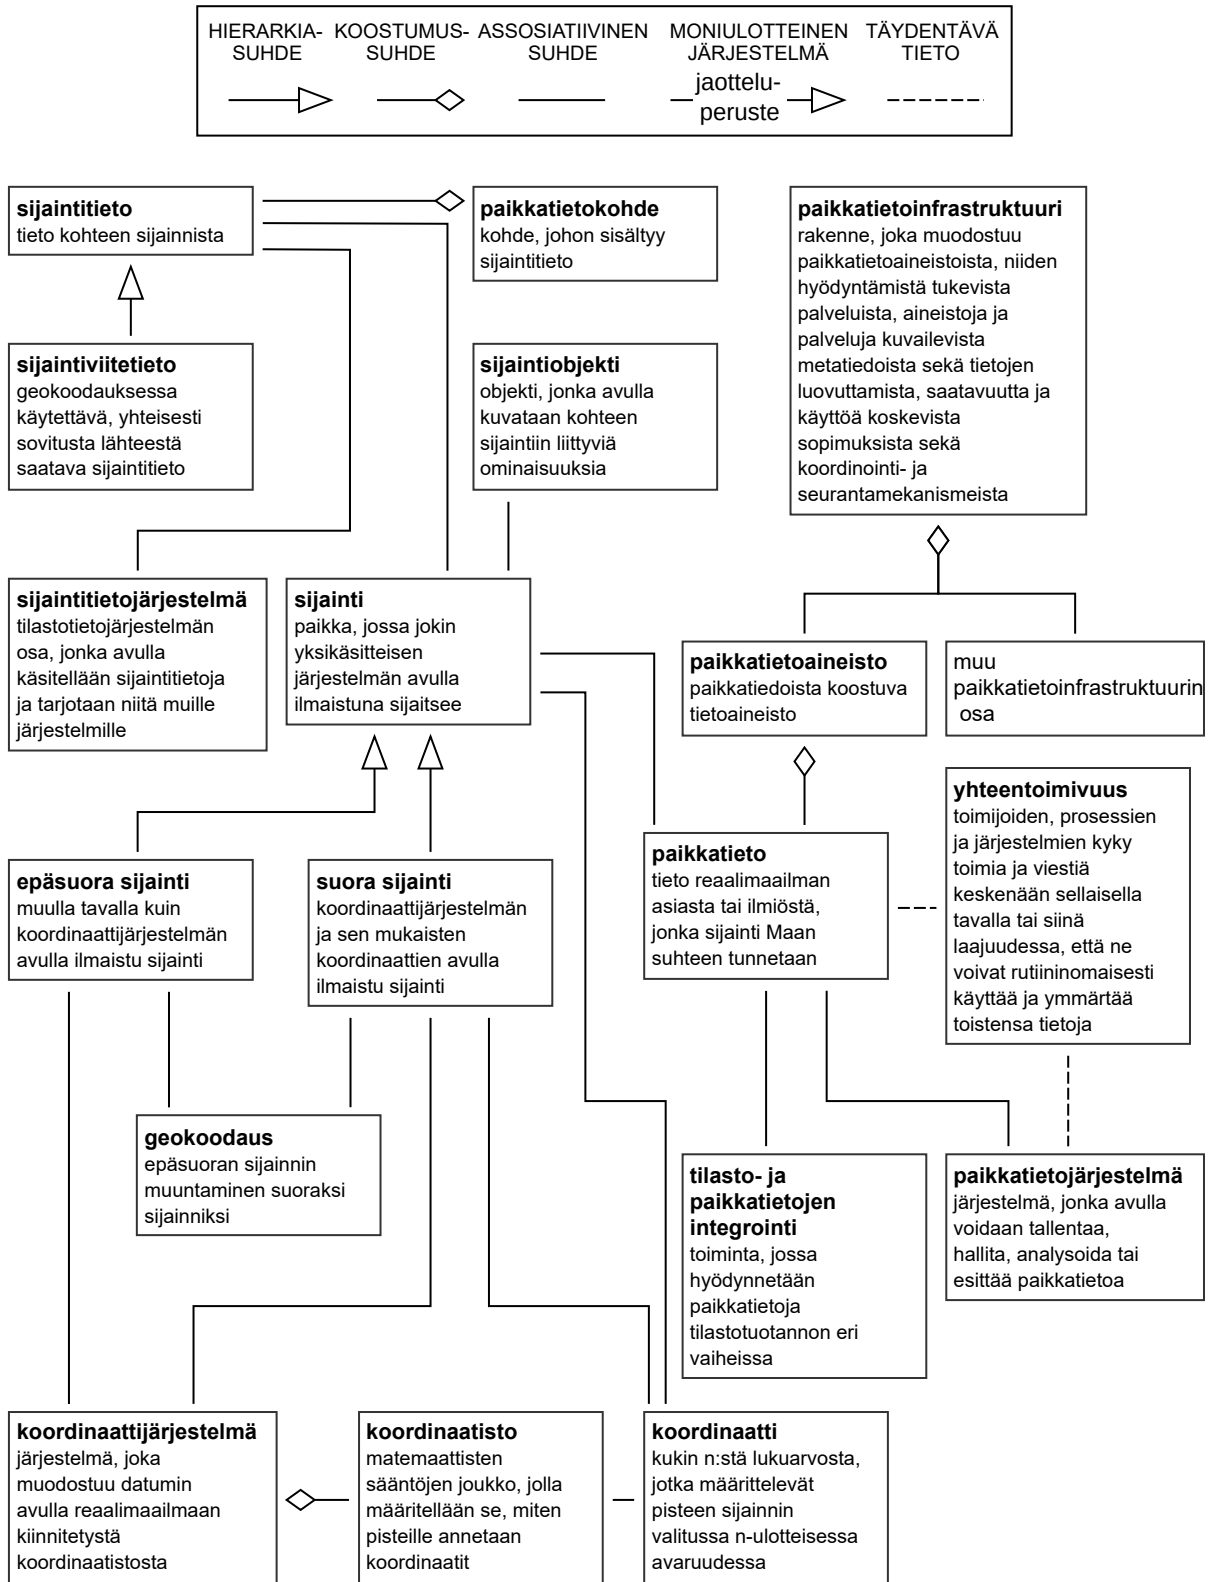 HIERARKIA-
SUHDE
KOOSTUMUS-
SUHDE
ASSOSIATIIVINEN
SUHDE
MONIULOTTEINEN
JÄRJESTELMÄ
jaottelu-
peruste
TÄYDENTÄVÄ
TIETO
sijaintitieto
tieto kohteen sijainnista
paikkatietokohde
kohde, johon sisältyy
sijaintitieto
paikkatietoinfrastruktuuri
rakenne, joka muodostuu
paikkatietoaineistoista, niiden
hyödyntämistä tukevista
palveluista, aineistoja ja
palveluja kuvailevista
metatiedoista sekä tietojen
luovuttamista, saatavuutta ja
käyttöä koskevista
sopimuksista sekä
koordinointi- ja
seurantamekanismeista
sijaintiviitetieto
geokoodauksessa
käytettävä, yhteisesti
sovitusta lähteestä
saatava sijaintitieto
sijaintiobjekti
objekti, jonka avulla
kuvataan kohteen
sijaintiin liittyviä
ominaisuuksia
sijaintitietojärjestelmä
tilastotietojärjestelmän
osa, jonka avulla
käsitellään sijaintitietoja
ja tarjotaan niitä muille
järjestelmille
sijainti
paikka, jossa jokin
yksikäsitteisen
järjestelmän avulla
ilmaistuna sijaitsee
paikkatietoaineisto
paikkatiedoista koostuva
tietoaineisto
muu
paikkatietoinfrastruktuurin
osa
yhteentoimivuus
toimijoiden, prosessien
ja järjestelmien kyky
toimia ja viestiä
keskenään sellaisella
tavalla tai siinä
laajuudessa, että ne
voivat rutiininomaisesti
käyttää ja ymmärtää
toistensa tietoja
paikkatieto
tieto reaalimaailman
asiasta tai ilmiöstä,
jonka sijainti Maan
suhteen tunnetaan
epäsuora sijainti
muulla tavalla kuin
koordinaattijärjestelmän
avulla ilmaistu sijainti
suora sijainti
koordinaattijärjestelmän
ja sen mukaisten
koordinaattien avulla
ilmaistu sijainti
geokoodaus
epäsuoran sijainnin
muuntaminen suoraksi
sijainniksi
tilasto- ja
paikkatietojen
integrointi
toiminta, jossa
hyödynnetään
paikkatietoja
tilastotuotannon eri
vaiheissa
paikkatietojärjestelmä
järjestelmä, jonka avulla
voidaan tallentaa,
hallita, analysoida tai
esittää paikkatietoa
koordinaattijärjestelmä
järjestelmä, joka
muodostuu datumin
avulla reaalimaailmaan
kiinnitetystä
koordinaatistosta
koordinaatisto
matemaattisten
sääntöjen joukko, jolla
määritellään se, miten
pisteille annetaan
koordinaatit
koordinaatti
kukin n:stä lukuarvosta,
jotka määrittelevät
pisteen sijainnin
valitussa n-ulotteisessa
avaruudessa